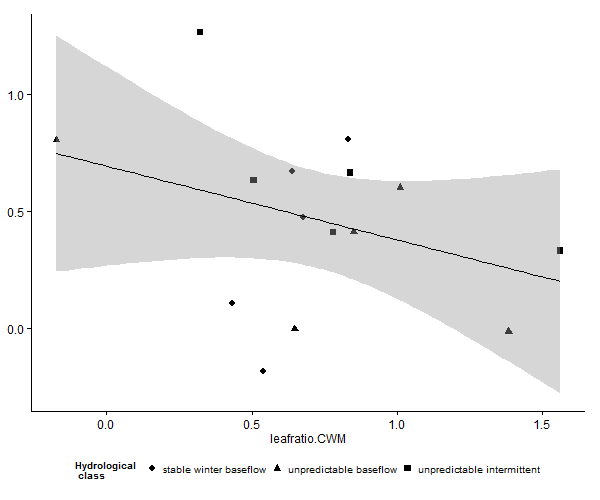 1.0
0.5
0.0
0.0 0.5 1.0 1.5
leafratio.CWM
Hydrological
class
stable winter baseflow unpredictable baseflow unpredictable intermittent